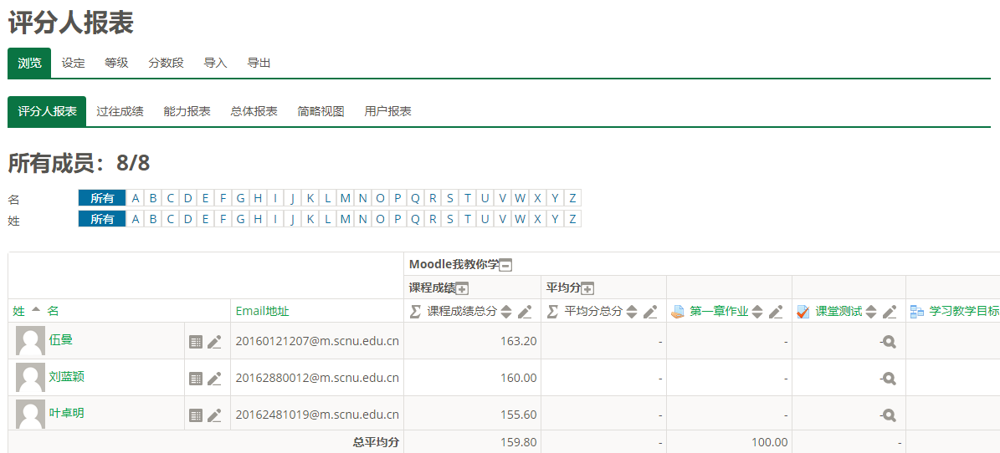 评分人报表
浏览 设定 等级 分数段 导入 导出
评分人报表 过往成绩 能力报表 总体报表 简略视图 用户报表
所有成员：8/8
名 所有 A B C D E F G H I J K L M N O P Q R S T U V W X Y Z
姓 所有 A B C D E F G H I J K L M N O P Q R S T U V W X Y Z
Moodle我教你学
课程成绩 平均分
姓 名 Email地址 课程成绩总分 平均分总分 第一章作业 课堂测试 学习教学目标
伍曼 20160121207@m.scnu.edu.cn 163.20 - - -
刘蓝颖 20162880012@m.scnu.edu.cn 160.00 - - -
叶卓明 20162481019@m.scnu.edu.cn 155.60 - - -
总平均分 159.80 - 100.00 -